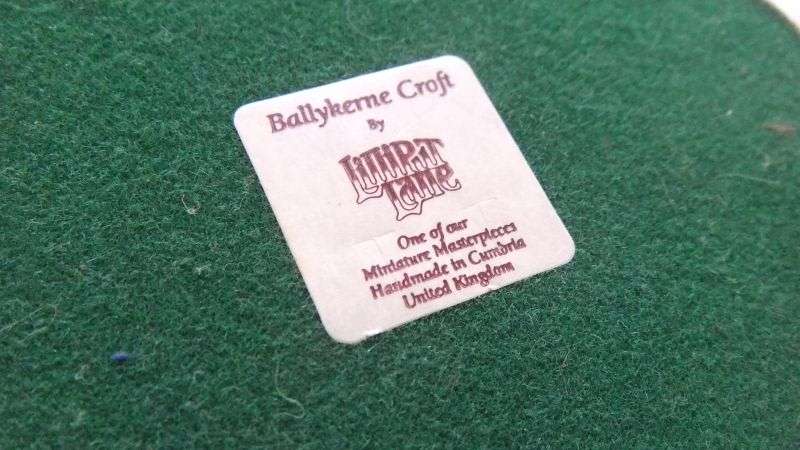 Ballykerne Croft
By
Lilliput
Lane
One of our
Miniature Masterpieces
Handmade in Cumbria
United Kingdom